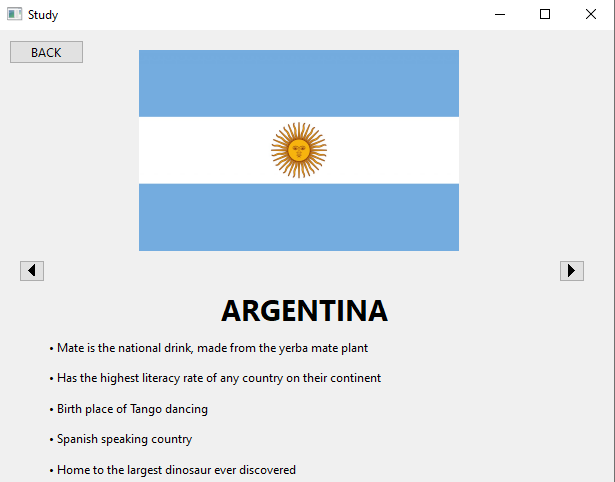 Study
BACK
ARGENTINA
• Mate is the national drink, made from the yerba mate plant
• Has the highest literacy rate of any country on their continent
• Birth place of Tango dancing
• Spanish speaking country
• Home to the largest dinosaur ever discovered